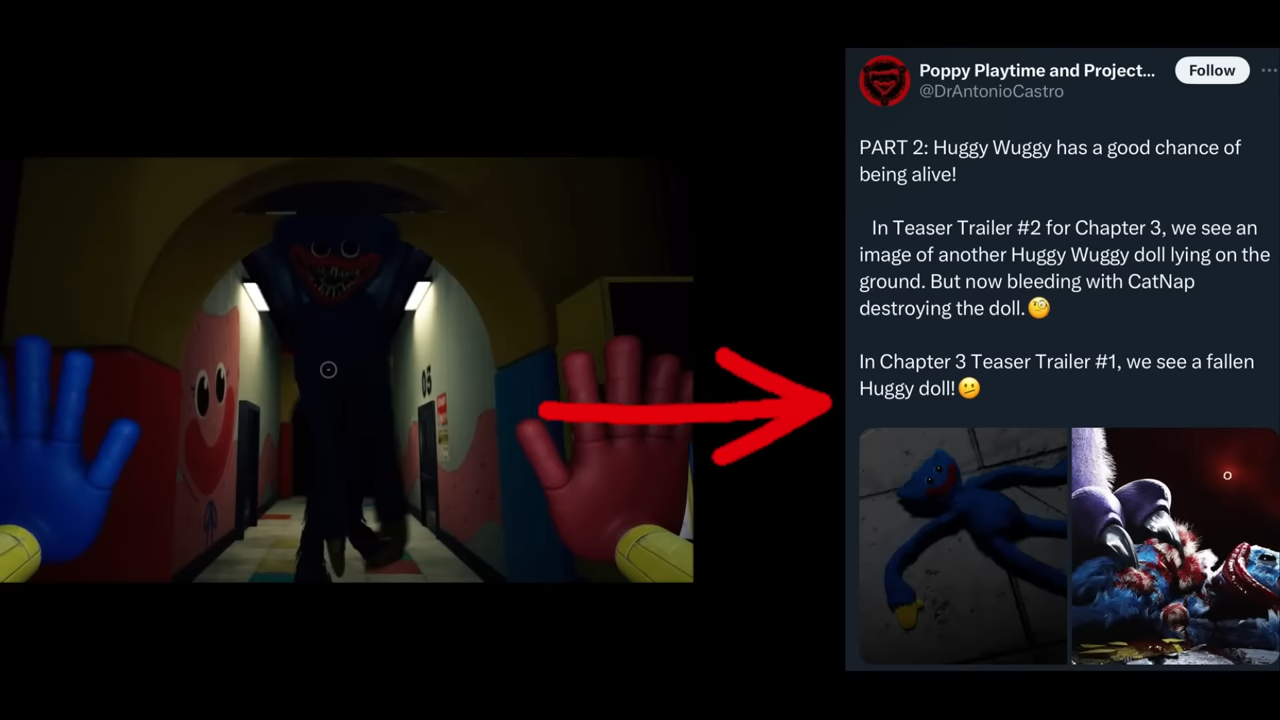 03
Poppy Playtime and Project...
Follow
@DrAntonioCastro
PART 2: Huggy Wuggy has a good chance of
being alive!
In Teaser Trailer #2 for Chapter 3, we see an
image of another Huggy Wuggy doll lying on the
ground. But now bleeding with CatNap
destroying the doll.🧐
In Chapter 3 Teaser Trailer #1, we see a fallen
Huggy doll!🫤